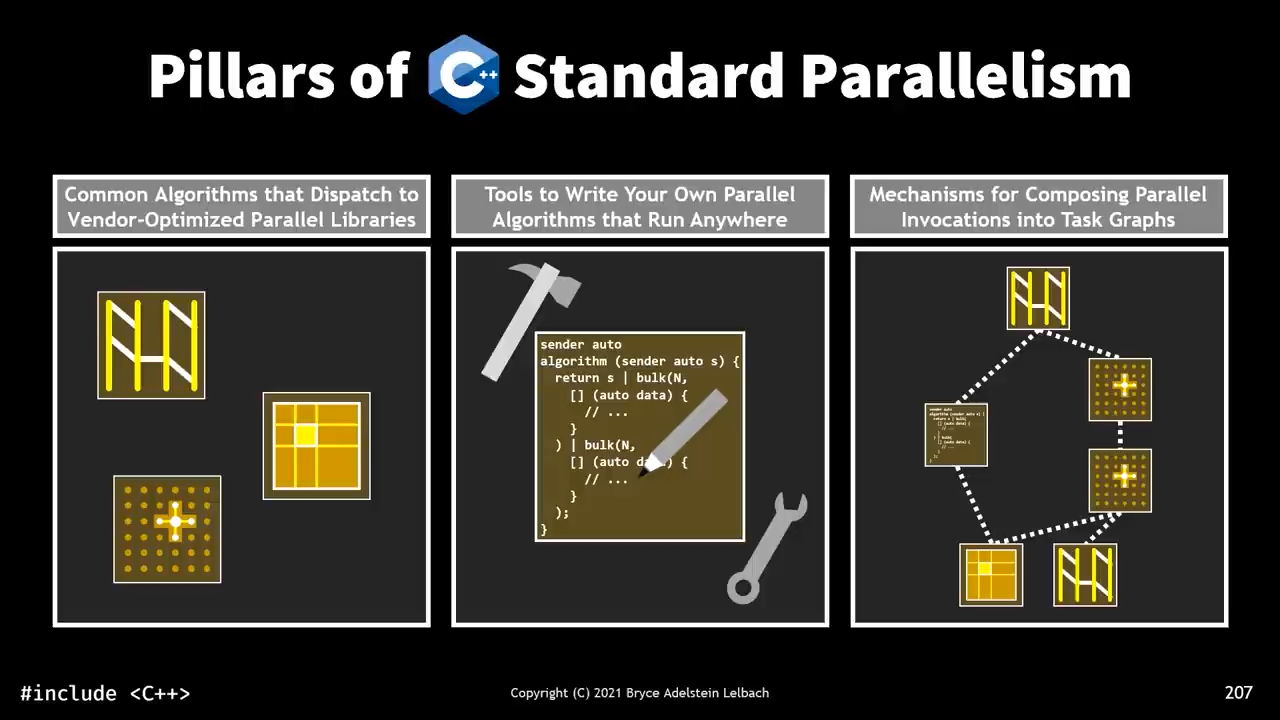 Pillars of C++ Standard Parallelism
Common Algorithms that Dispatch to
Vendor-Optimized Parallel Libraries
Tools to Write Your Own Parallel
Algorithms that Run Anywhere
Mechanisms for Composing Parallel
Invocations into Task Graphs
sender auto
algorithm (sender auto s) {
  return s | bulk(N,
    [] (auto data) {
      // ...
    }
  ) | bulk(N,
    [] (auto data) {
      // ...
    }
  );
}
#include <C++>
Copyright (C) 2021 Bryce Adelstein Lelbach
207